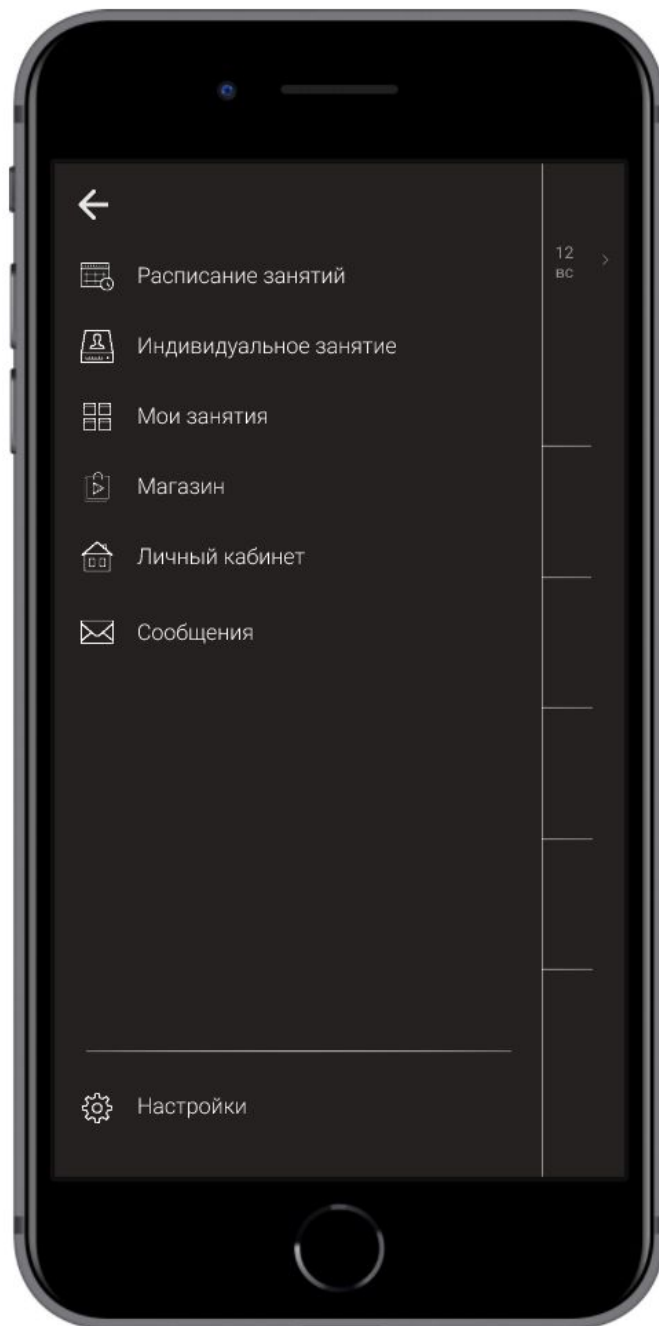 Расписание занятий
12
вс
Индивидуальное занятие
Мои занятия
Магазин
Личный кабинет
Сообщения
Настройки